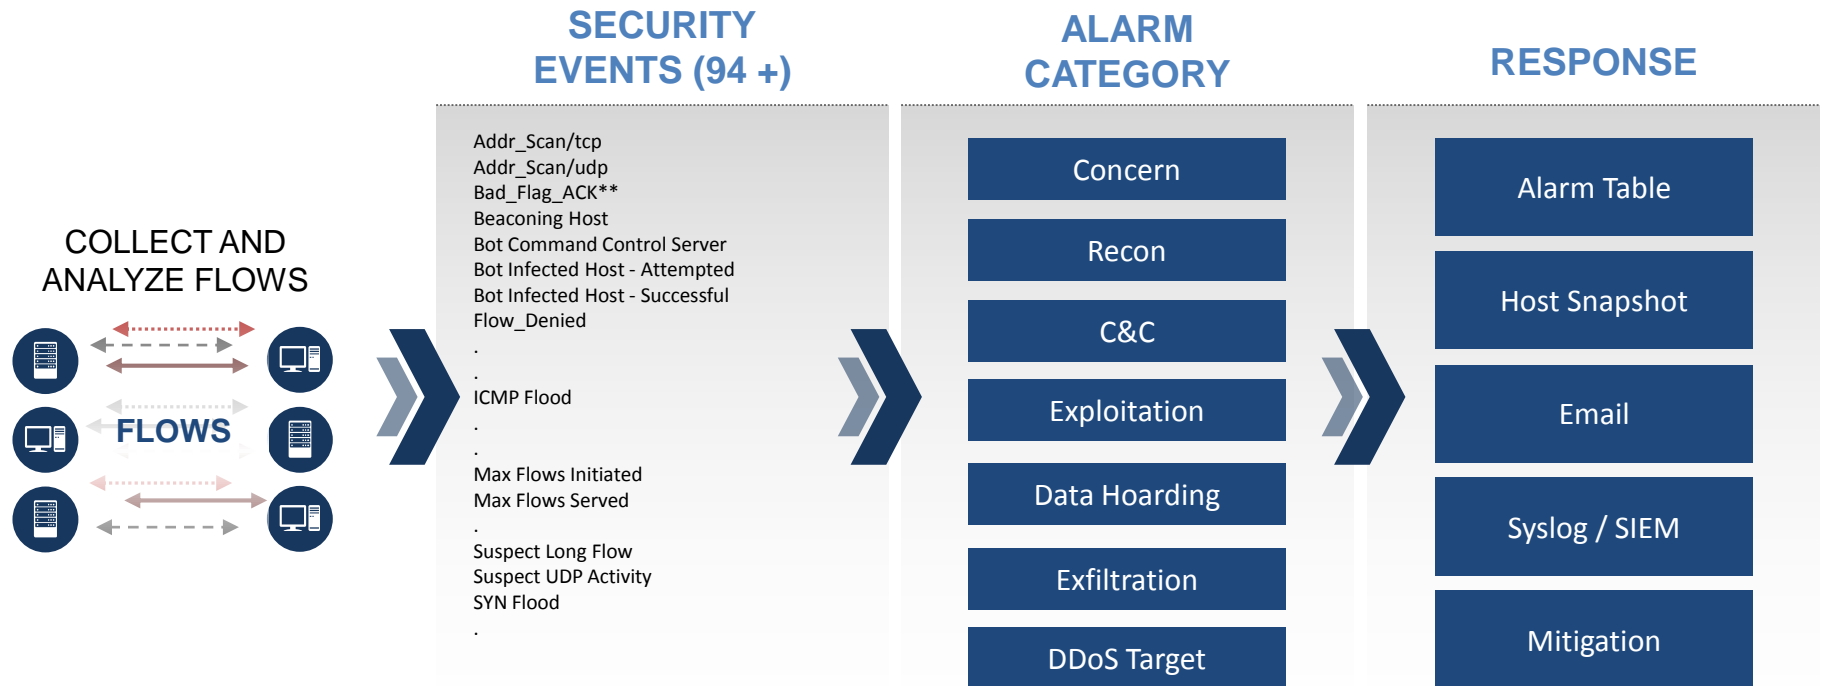 COLLECT AND
ANALYZE FLOWS
FLOWS
SECURITY
EVENTS (94 +)
Addr_Scan/tcp
Addr_Scan/udp
Bad_Flag_ACK**
Beaconing Host
Bot Command Control Server
Bot Infected Host - Attempted
Bot Infected Host - Successful
Flow_Denied
.
.
ICMP Flood
.
.
Max Flows Initiated
Max Flows Served
.
Suspect Long Flow
Suspect UDP Activity
SYN Flood
.
ALARM
CATEGORY
Concern
Recon
C&C
Exploitation
Data Hoarding
Exfiltration
DDoS Target
RESPONSE
Alarm Table
Host Snapshot
Email
Syslog / SIEM
Mitigation